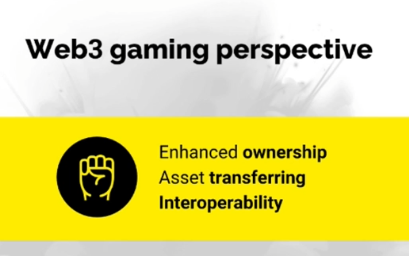 Web3 gaming perspective
Enhanced ownership
Asset transferring
Interoperability